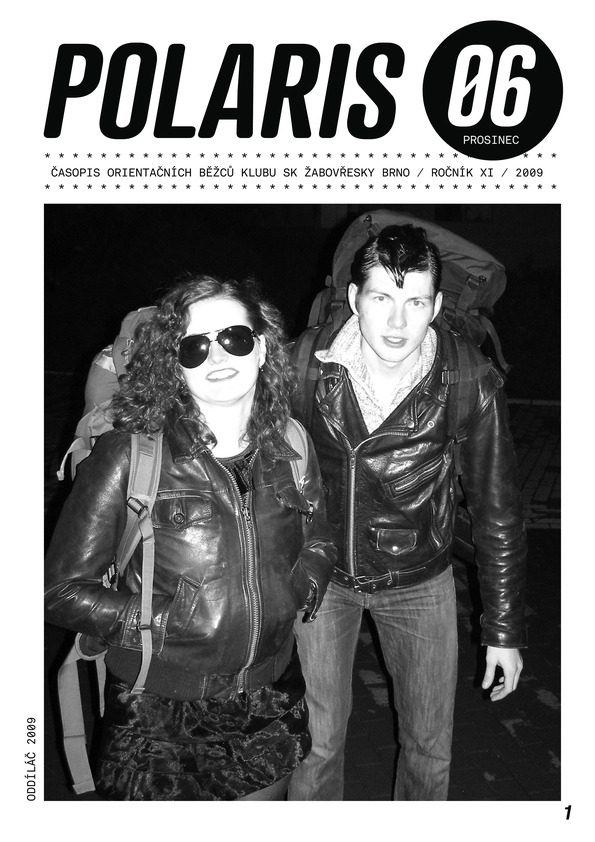 POLARIS 06
PROSINEC
* * * * * * * * * * * * * * * * * * * * * * * * * * * * * * * * * * * * *
ČASOPIS ORIENTAČNÍCH BĚŽCŮ KLUBU SK ŽABOVŘESKY BRNO / ROČNÍK XI / 2009
* * * * * * * * * * * * * * * * * * * * * * * * * * * * * * * * * * * * *
ODDÍLÁČ 2009
1